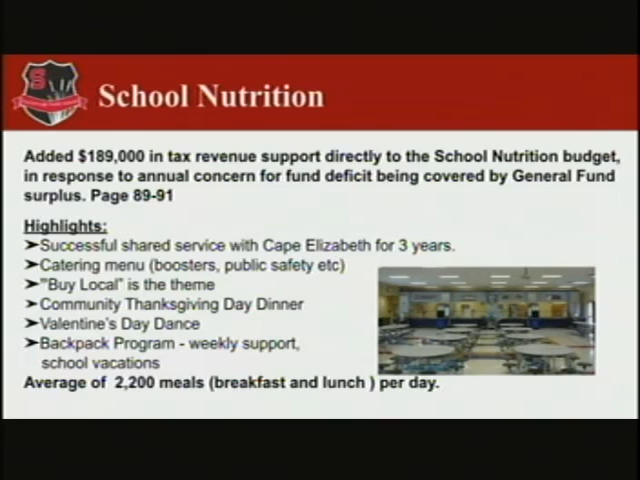 S
School Nutrition
Added $189,000 in tax revenue support directly to the School Nutrition budget,
in response to annual concern for fund deficit being covered by General Fund
surplus. Page 89-91
Highlights:
➤Successful shared service with Cape Elizabeth for 3 years.
➤Catering menu (boosters, public safety etc)
➤"Buy Local" is the theme
➤Community Thanksgiving Day Dinner
➤Valentine's Day Dance
➤Backpack Program - weekly support,
school vacations
Average of 2,200 meals (breakfast and lunch ) per day.